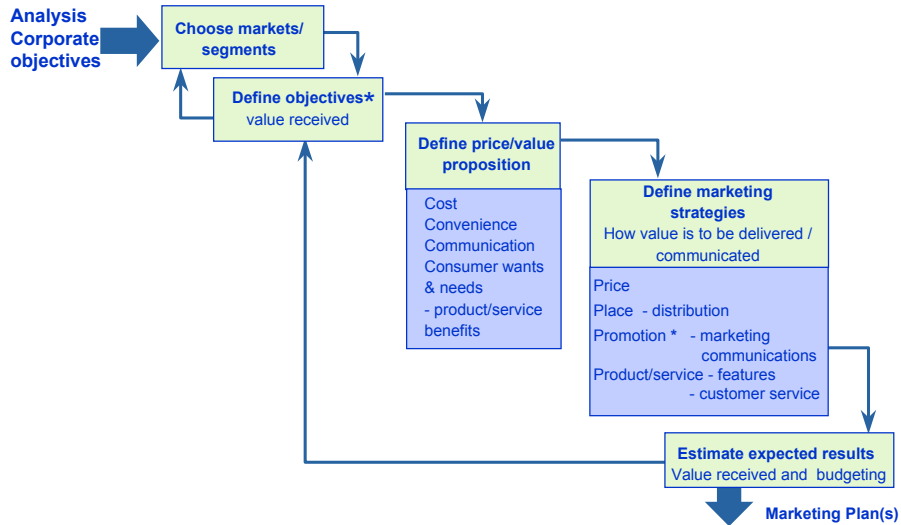 Analysis
Corporate
objectives
Choose markets/
segments
Define objectives*
value received
Define price/value
proposition
Cost
Convenience
Communication
Consumer wants
& needs
- product/service
benefits
Define marketing
strategies
How value is to be delivered /
communicated
Price
Place - distribution
Promotion * - marketing
communications
Product/service - features
- customer service
Estimate expected results
Value received and budgeting
Marketing Plan(s)